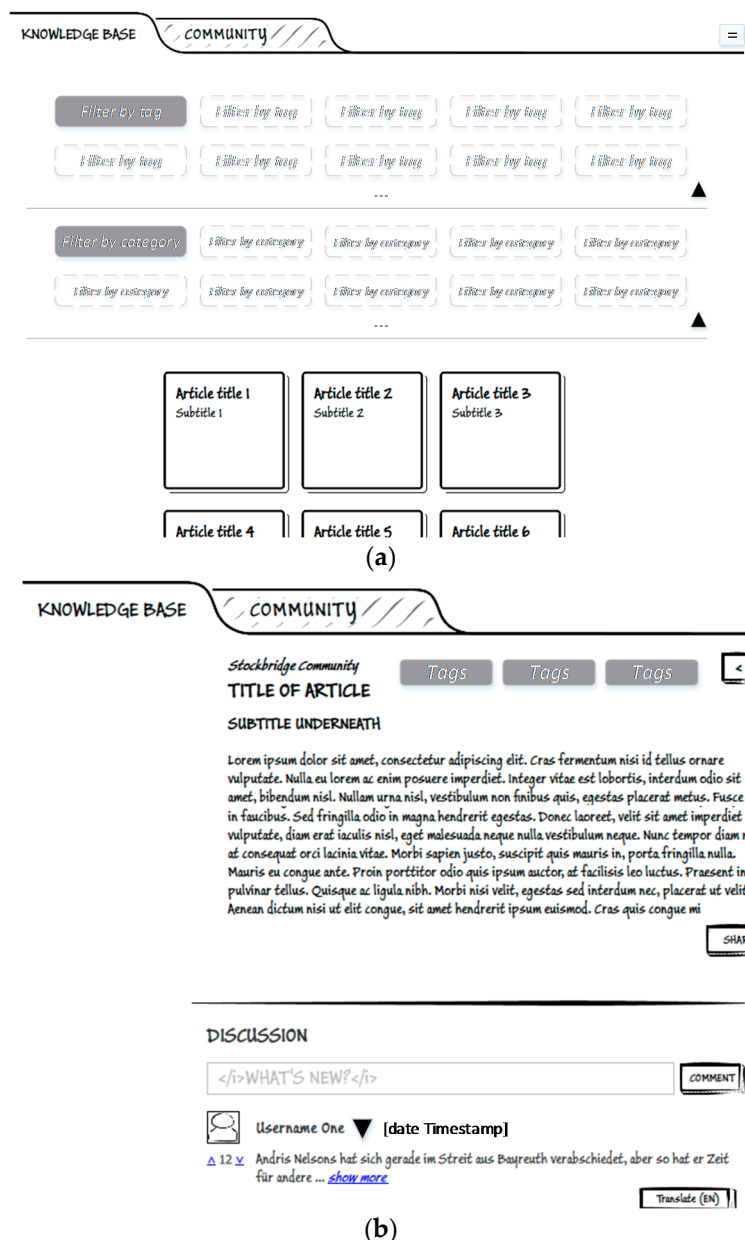 KNOWLEDGE BASE COMMUNITY =
Filter by tag Filter by tag Filter by tag Filter by tag Filter by tag
Filter by tag Filter by tag Filter by tag Filter by tag Filter by tag
...
Filter by category Filter by category Filter by category Filter by category Filter by category
Filter by category Filter by category Filter by category Filter by category Filter by category
...
Article title 1 Article title 2 Article title 3
Subtitle 1 Subtitle 2 Subtitle 3
Article title 4 Article title 5 Article title 6
(a)
KNOWLEDGE BASE COMMUNITY
Stockbridge Community Tags Tags Tags <
TITLE OF ARTICLE
SUBTITLE UNDERNEATH
Lorem ipsum dolor sit amet, consectetur adipiscing elit. Cras fermentum nisi id tellus ornare
vulputate. Nulla eu lorem ac enim posuere imperdiet. Integer vitae est lobortis, interdum odio sit
amet, bibendum nisl. Nullam urna nisl, vestibulum non finibus quis, egestas placerat metus. Fusce
in faucibus. Sed fringilla odio in magna hendrerit egestas. Donec laoreet, velit sit amet imperdiet
vulputate, diam erat iaculis nisl, eget malesuada neque nulla vestibulum neque. Nunc tempor diam
at consequat orci lacinia vitae. Morbi sapien justo, suscipit quis mauris in, porta fringilla nulla.
Mauris eu congue ante. Proin porttitor odio quis ipsum auctor, at facilisis leo luctus. Praesent in
pulvinar tellus. Quisque ac ligula nibh. Morbi nisi velit, egestas sed interdum nec, placerat ut velit
Aenean dictum nisi ut elit congue, sit amet hendrerit ipsum euismod. Cras quis congue mi
SHAR
DISCUSSION
</i>WHAT'S NEW?</i> COMMENT
Username One [date Timestamp]
ʌ 12 v Andris Nelsons hat sich gerade im Streit aus Bayreuth verabschiedet, aber so hat er Zeit
für andere ... show more
Translate (EN)
(b)